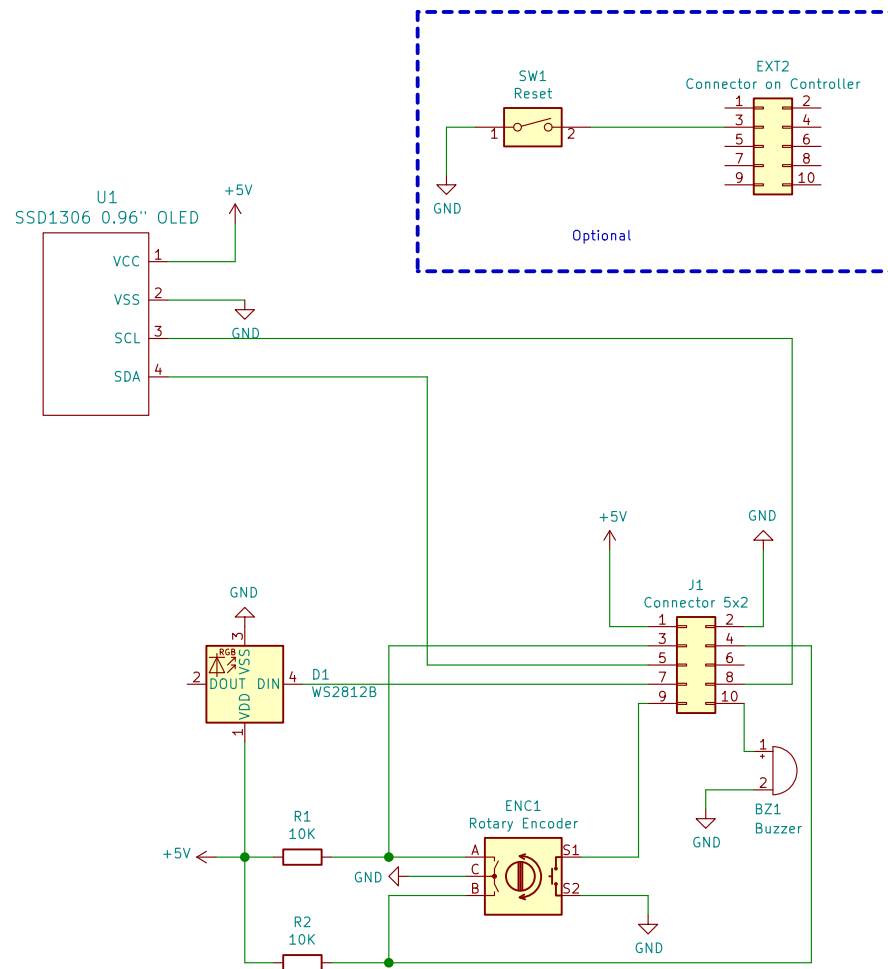 EXT2
Connector on Controller
SW1
Reset
1 2
1 2
3 4
5 6
7 8
9 10
GND
Optional
U1
SSD1306 0.96" OLED
+5V
VCC 1
VSS 2
SCL 3
SDA 4
GND
+5V
GND
J1
Connector 5x2
1 2
3 4
5 6
7 8
9 10
GND
3
RGB
VSS
2 DOUT DIN 4
VDD
1
D1
WS2812B
1
+
2
BZ1
Buzzer
GND
ENC1
Rotary Encoder
A
C
B
S1
S2
GND
GND
R1
10K
+5V
R2
10K